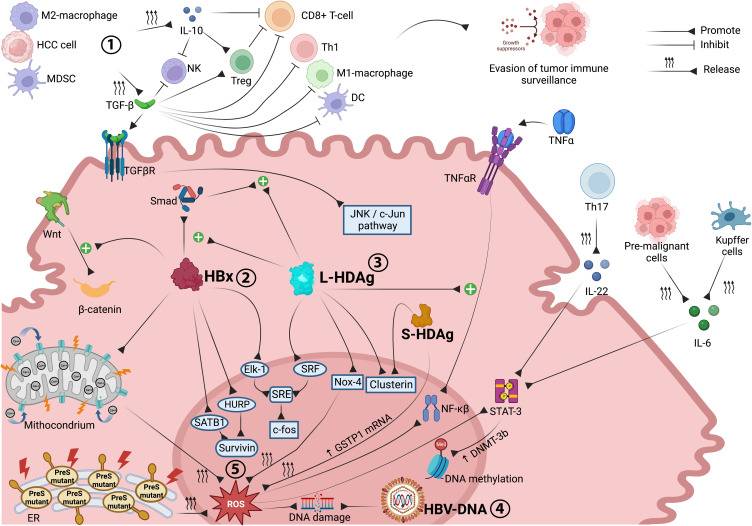 M2-macrophage
HCC cell
MDSC
①
IL-10
NK
Treg
TGF-β
CD8+ T-cell
Th1
M1-macrophage
DC
Growth
suppressors
Evasion of tumor immune
surveillance
Promote
Inhibit
Release
TGFβR
Smad
JNK / c-Jun
pathway
TNFαR
TNFα
Th17
Pre-malignant
cells
Kupffer
cells
IL-22
IL-6
Wnt
β-catenin
HBx ②
L-HDAg
③
S-HDAg
Elk-1
SRF
SRE
c-fos
Nox-4
Clusterin
HURP
SATB1
Survivin
NF-κβ
STAT-3
↑ GSTP1 mRNA
↑ DNMT-3b
Met
DNA methylation
Mithocondrium
PreS
mutant
PreS
mutant
PreS
mutant
PreS
mutant
PreS
mutant
ER
⑤
ROS
DNA damage
HBV-DNA ④